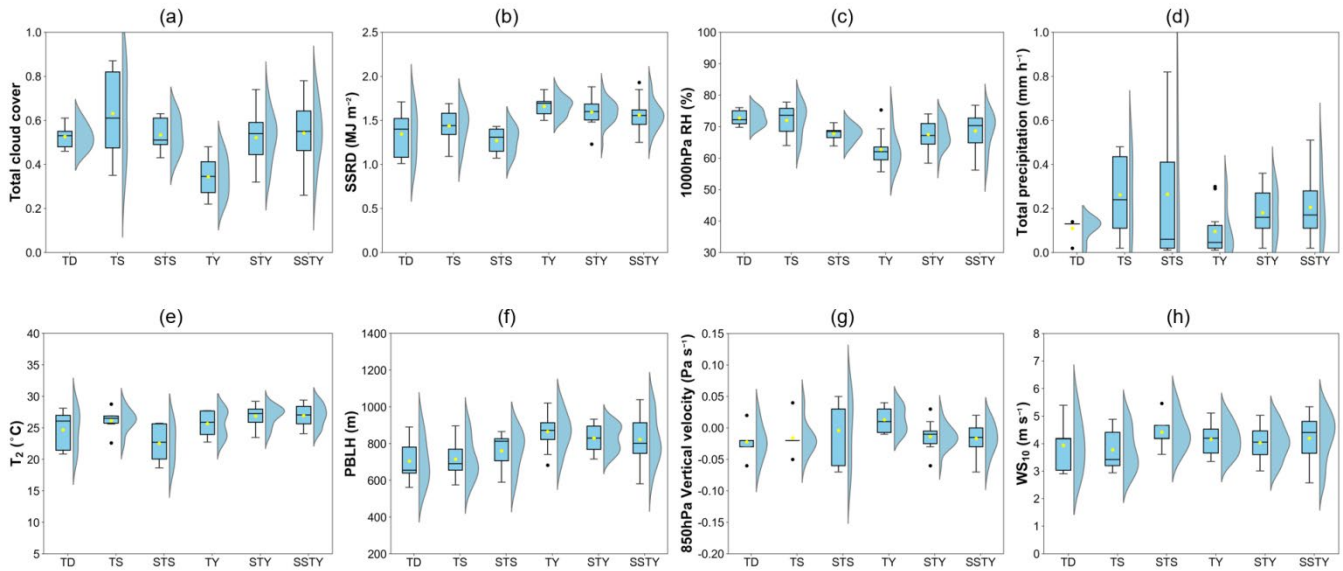 (a)
Total cloud cover
1.0
0.8
0.6
0.4
0.2
0.0
TD TS STS TY STY SSTY
(b)
SSRD (MJ m⁻²)
2.5
2.0
1.5
1.0
0.5
0.0
TD TS STS TY STY SSTY
(c)
1000hPa RH (%)
100
90
80
70
60
50
40
30
TD TS STS TY STY SSTY
(d)
Total precipitation (mm h⁻¹)
1.0
0.8
0.6
0.4
0.2
0.0
TD TS STS TY STY SSTY
(e)
T₂ (°C)
40
35
30
25
20
15
10
5
TD TS STS TY STY SSTY
(f)
PBLH (m)
1400
1200
1000
800
600
400
200
TD TS STS TY STY SSTY
(g)
850hPa Vertical velocity (Pa s⁻¹)
0.15
0.10
0.05
0.00
-0.05
-0.10
-0.15
-0.20
TD TS STS TY STY SSTY
(h)
WS₁₀ (m s⁻¹)
8
7
6
5
4
3
2
1
0
TD TS STS TY STY SSTY